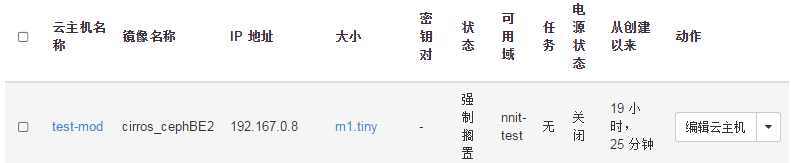 云主机名称 镜像名称 IP 地址 大小 密钥对 状态 可用域 任务 电源状态 从创建以来 动作
test-mod cirros_cephBE2 192.167.0.8 m1.tiny - 强制搁置 nnit-test 无 关闭 19 小时，25 分钟 编辑云主机